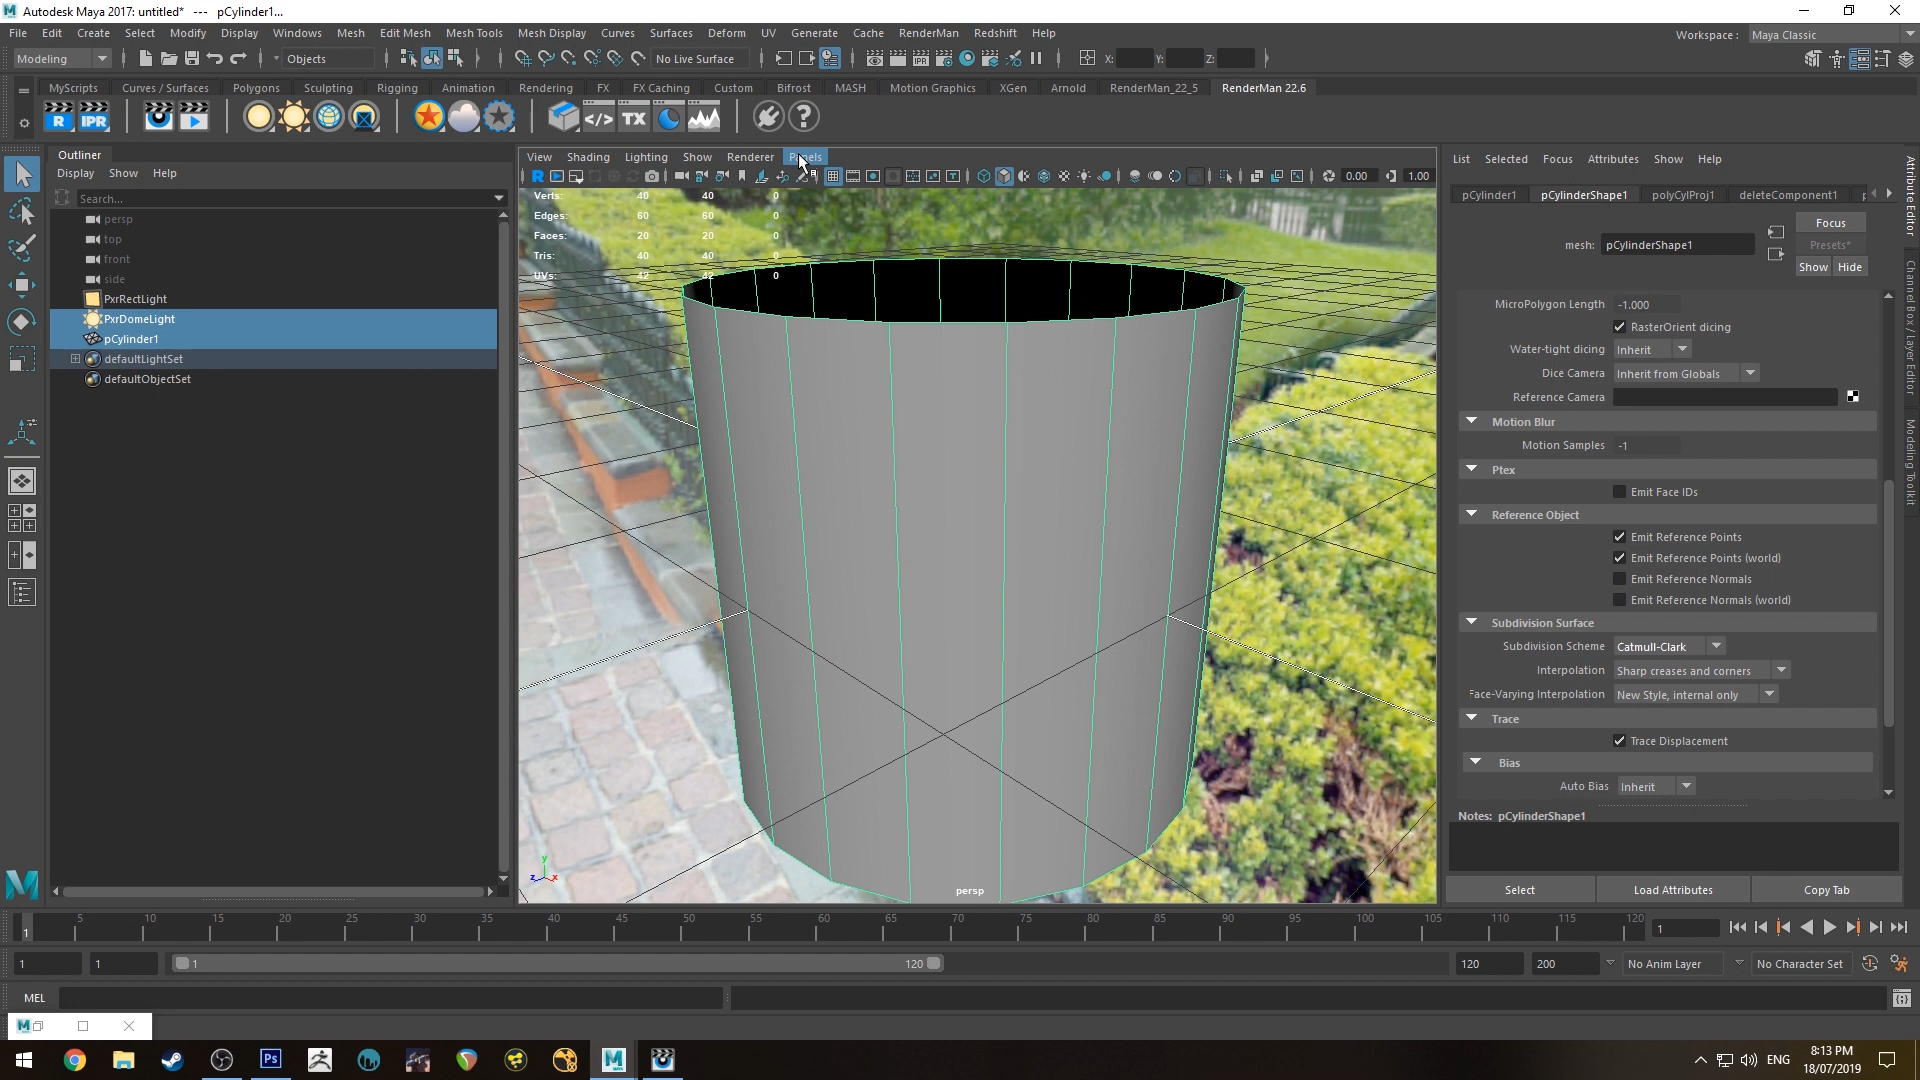 Autodesk Maya 2017: untitled* --- pCylinder1...
File Edit Create Select Modify Display Windows Mesh Edit Mesh Mesh Tools Mesh Display Curves Surfaces Deform UV Generate Cache RenderMan Redshift Help
Workspace : Maya Classic
Modeling Objects No Live Surface X: Y: Z:
MyScripts Curves / Surfaces Polygons Sculpting Rigging Animation Rendering FX FX Caching Custom Bifrost MASH Motion Graphics XGen Arnold RenderMan_22_5 RenderMan 22.6
R IPR </> TX ?
Outliner
Display Show Help
Search...
persp
top
front
side
PxrRectLight
PxrDomeLight
pCylinder1
defaultLightSet
defaultObjectSet
View Shading Lighting Show Renderer Panels
0.00 1.00
Verts: 40 40 0
Edges: 60 60 0
Faces: 20 20 0
Tris: 40 40 0
UVs: 42 42 0
y
z x
persp
List Selected Focus Attributes Show Help
pCylinder1 pCylinderShape1 polyCylProj1 deleteComponent1
Focus
mesh: pCylinderShape1
Presets*
Show Hide
MicroPolygon Length -1.000
RasterOrient dicing
Water-tight dicing Inherit
Dice Camera Inherit from Globals
Reference Camera
Motion Blur
Motion Samples -1
Ptex
Emit Face IDs
Reference Object
Emit Reference Points
Emit Reference Points (world)
Emit Reference Normals
Emit Reference Normals (world)
Subdivision Surface
Subdivision Scheme Catmull-Clark
Interpolation Sharp creases and corners
Face-Varying Interpolation New Style, internal only
Trace
Trace Displacement
Bias
Auto Bias Inherit
Notes: pCylinderShape1
Select Load Attributes Copy Tab
Attribute Editor
Channel Box / Layer Editor
Modeling Toolkit
5 10 15 20 25 30 35 40 45 50 55 60 65 70 75 80 85 90 95 100 105 110 115 120
1 1
1 1 1 120 120 200 No Anim Layer No Character Set
MEL
M
Ps
ENG
8:13 PM
18/07/2019